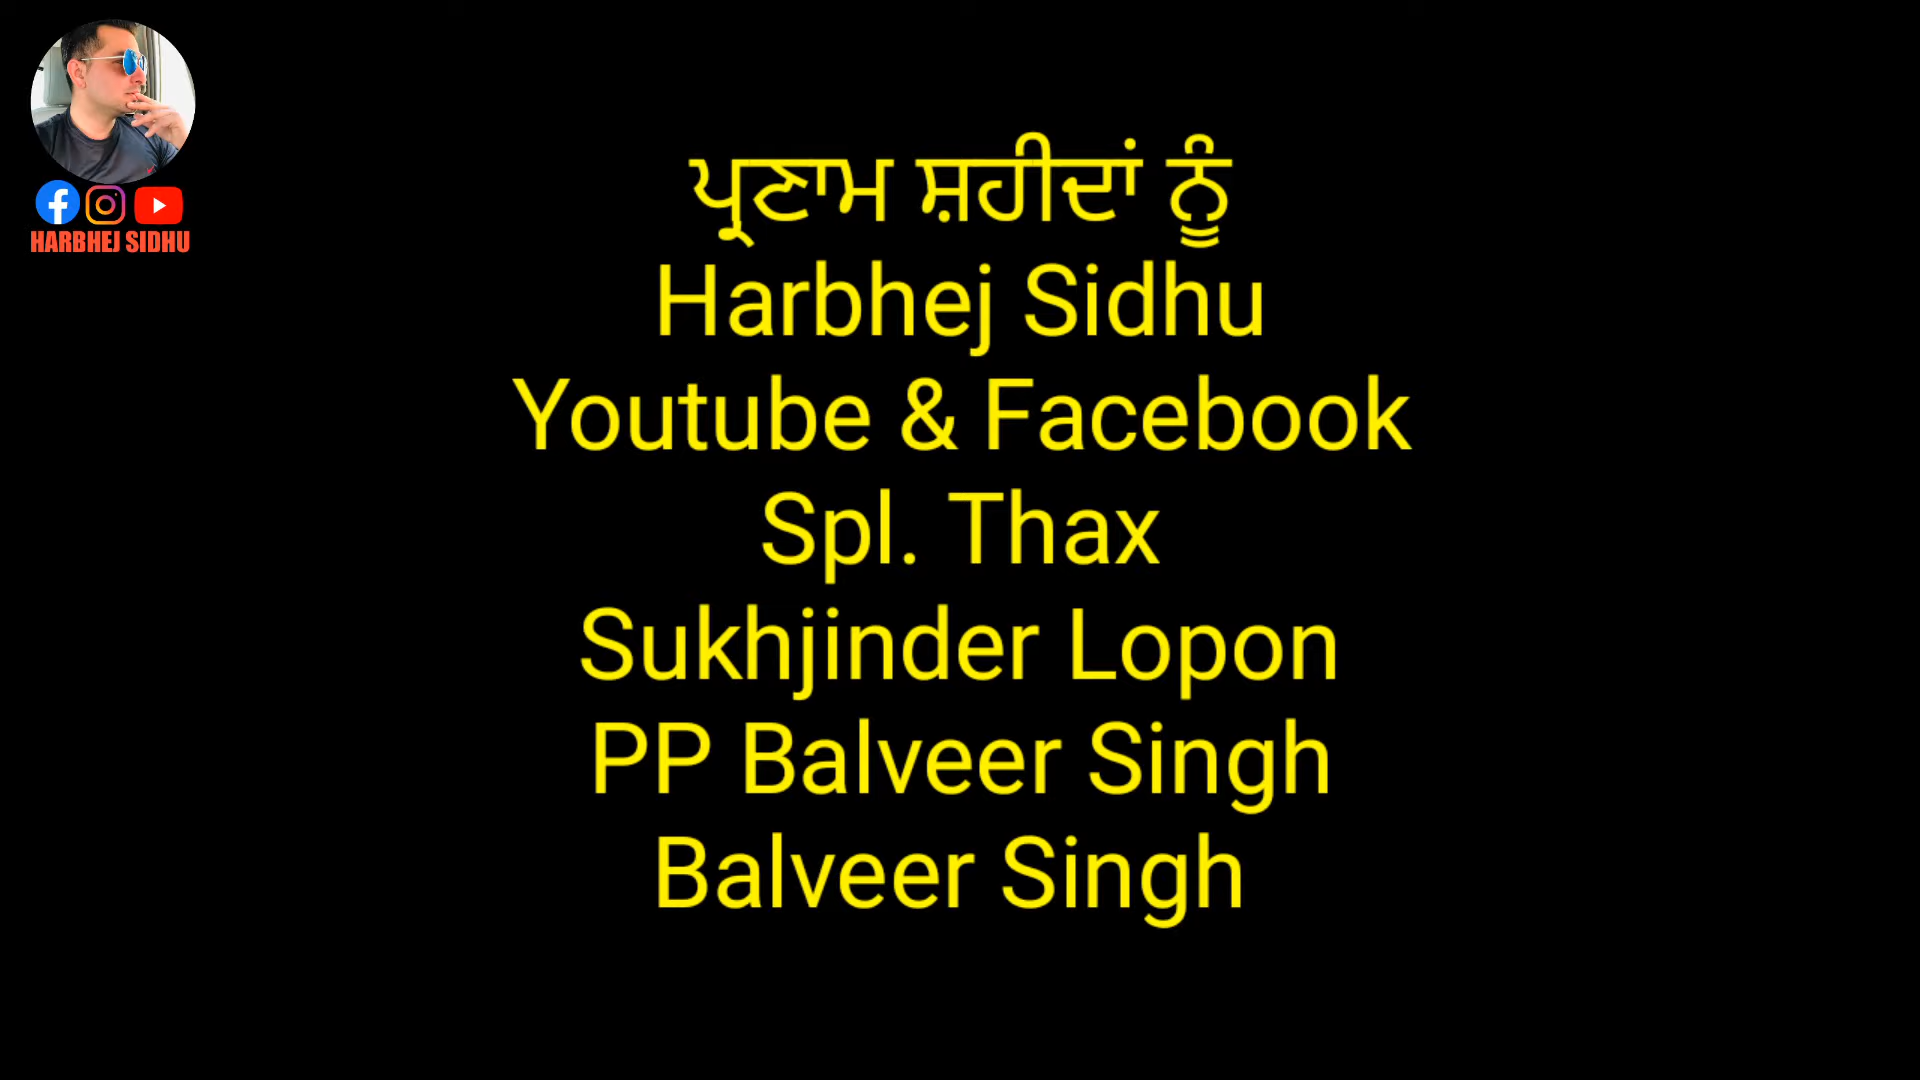 HARBHEJ SIDHU
ਪ੍ਰਣਾਮ ਸ਼ਹੀਦਾਂ ਨੂੰ
Harbhej Sidhu
Youtube & Facebook
Spl. Thax
Sukhjinder Lopon
PP Balveer Singh
Balveer Singh